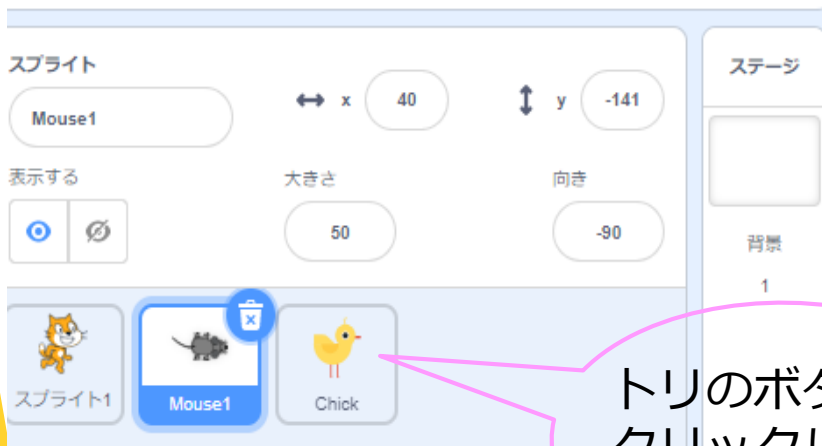 スプライト
Mouse1
x 40
y -141
ステージ
表示する
大きさ
50
向き
-90
背景
1
スプライト1
Mouse1
Chick
トリのボ
クリック